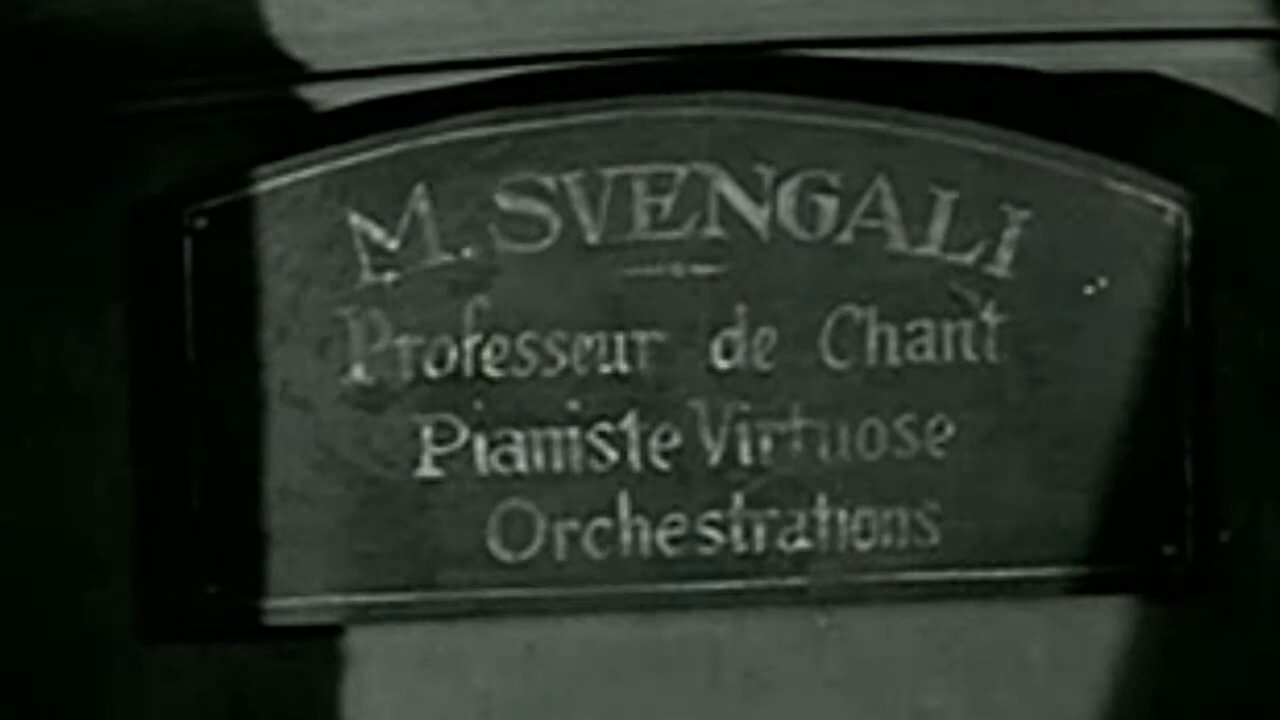 M. SVENGALI
Professeur de Chant
Pianiste Virtuose
Orchestrations